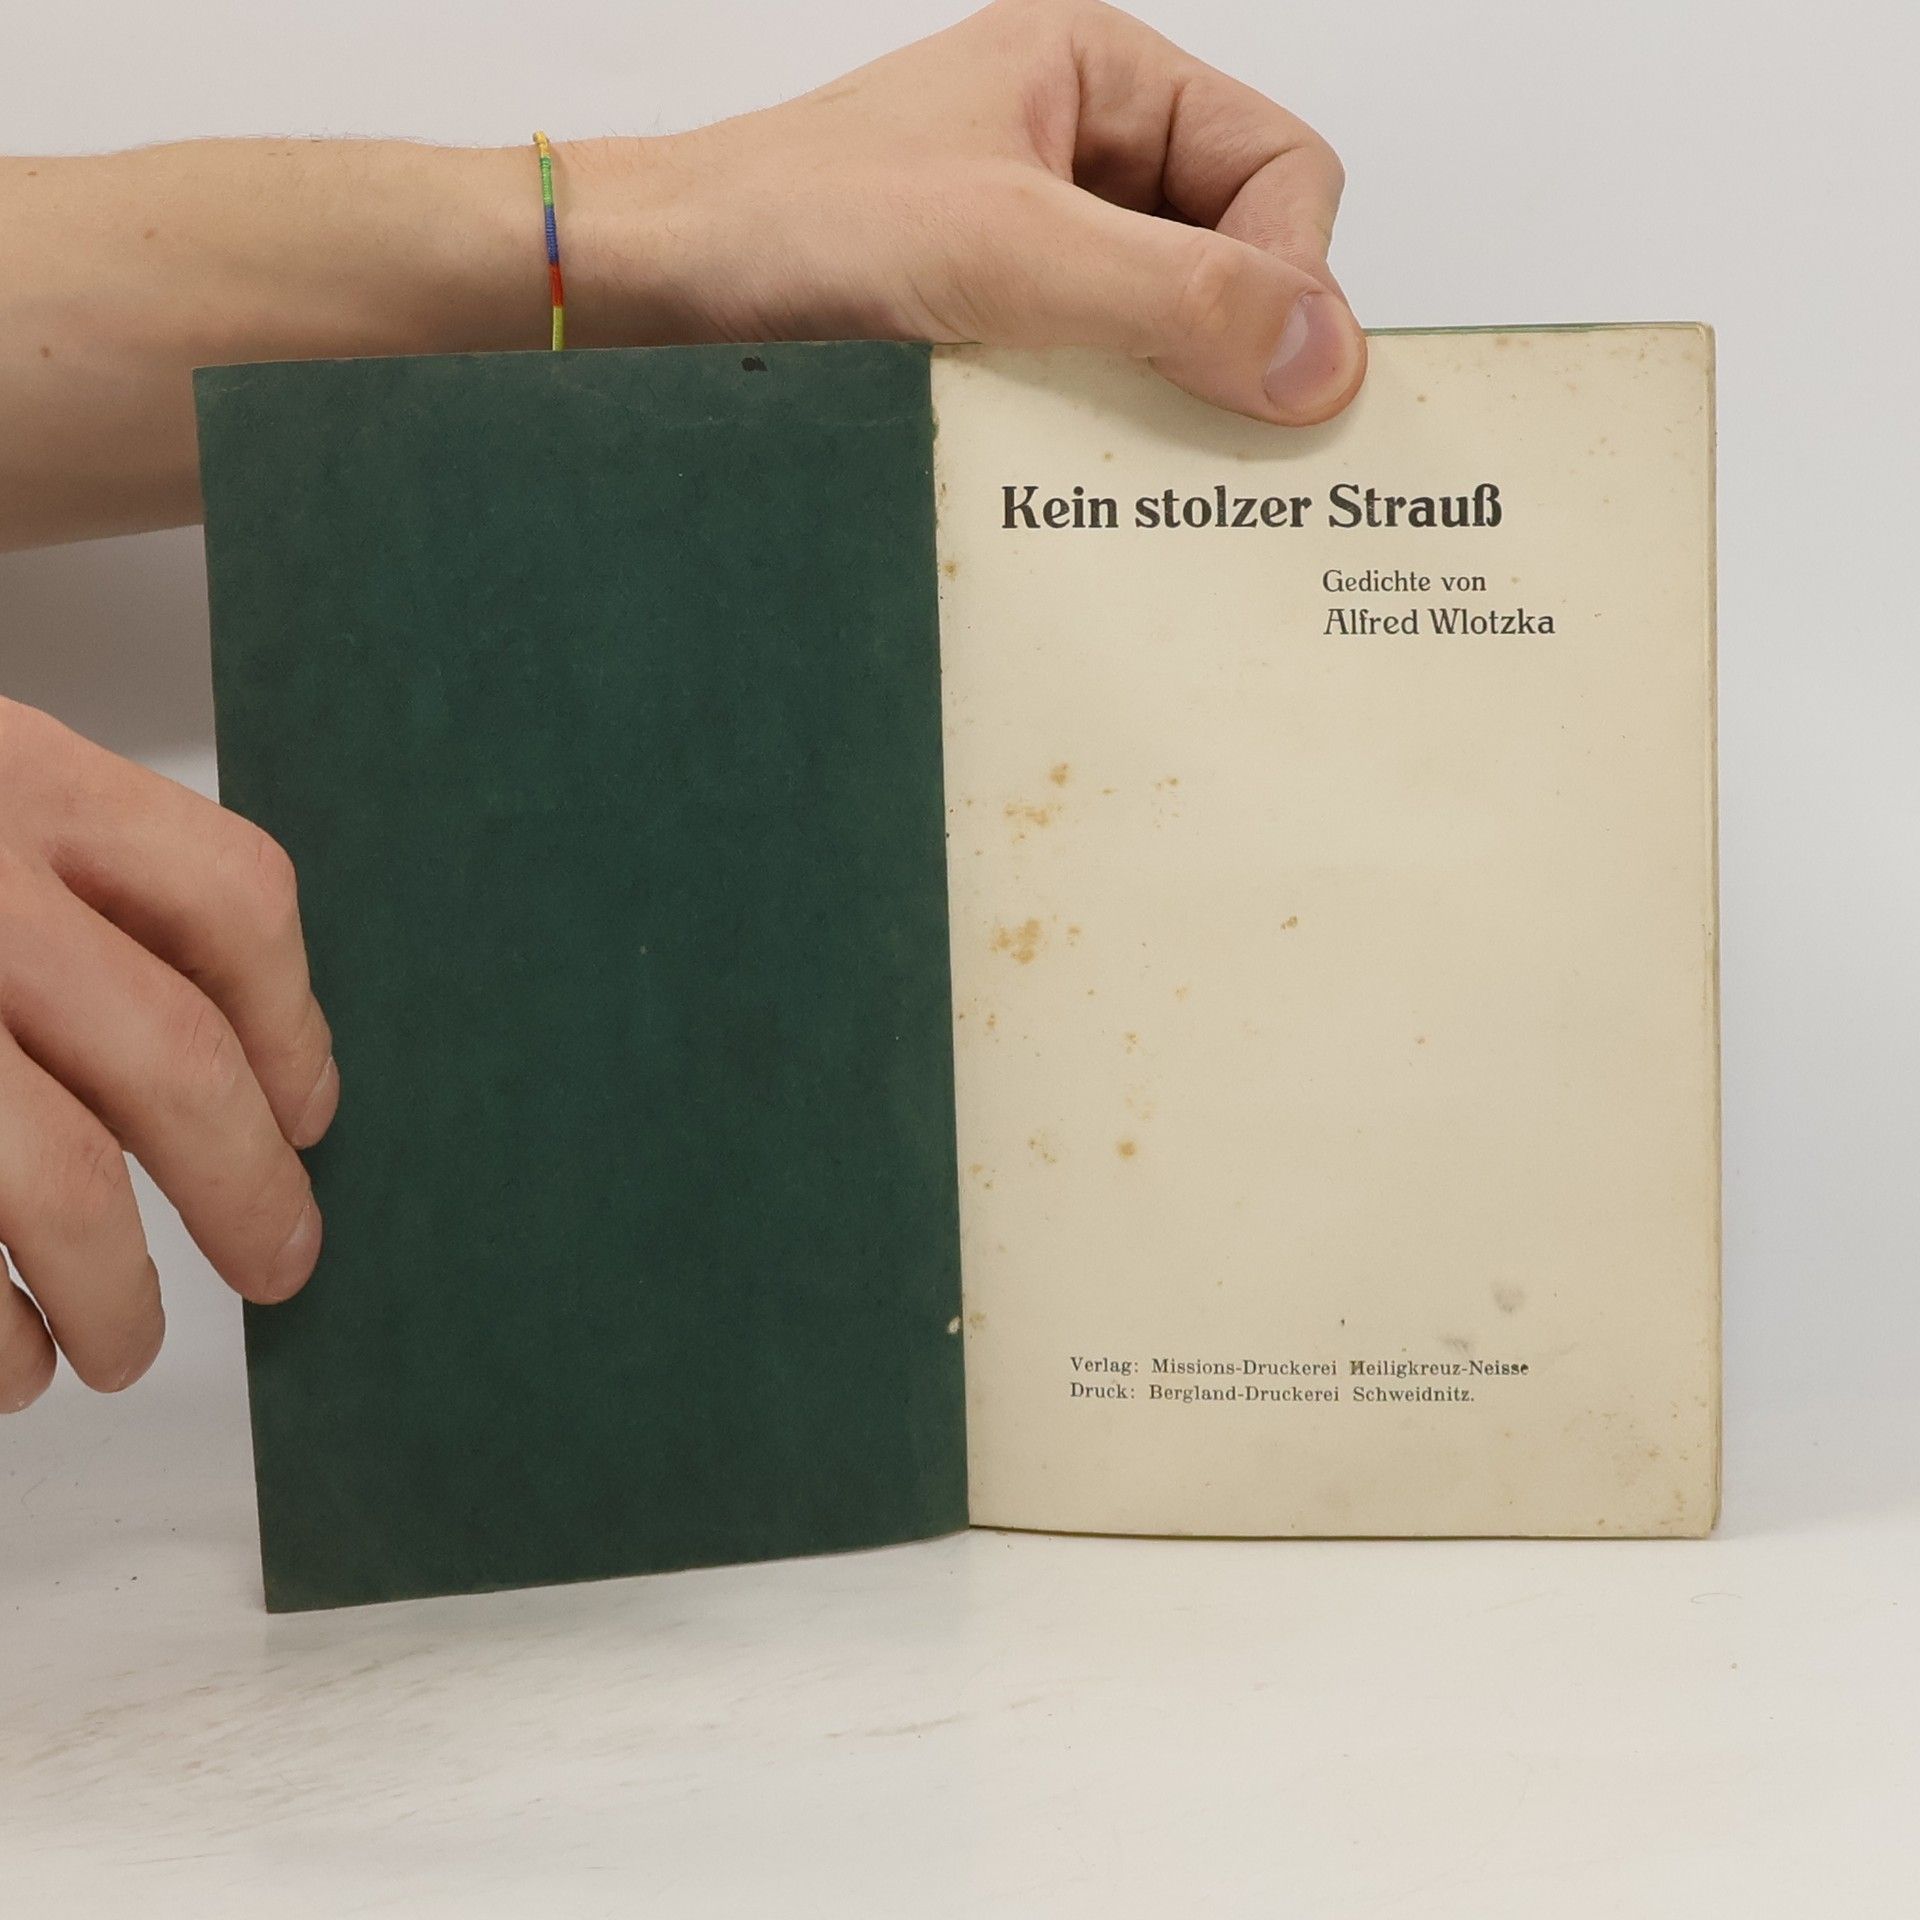 Kein stolzer Strauß
Gedichte von
Alfred Wlotzka
Verlag: Missions-Druckerei Heiligkreuz-Neisse
Druck: Bergland-Druckerei Schweidnitz.